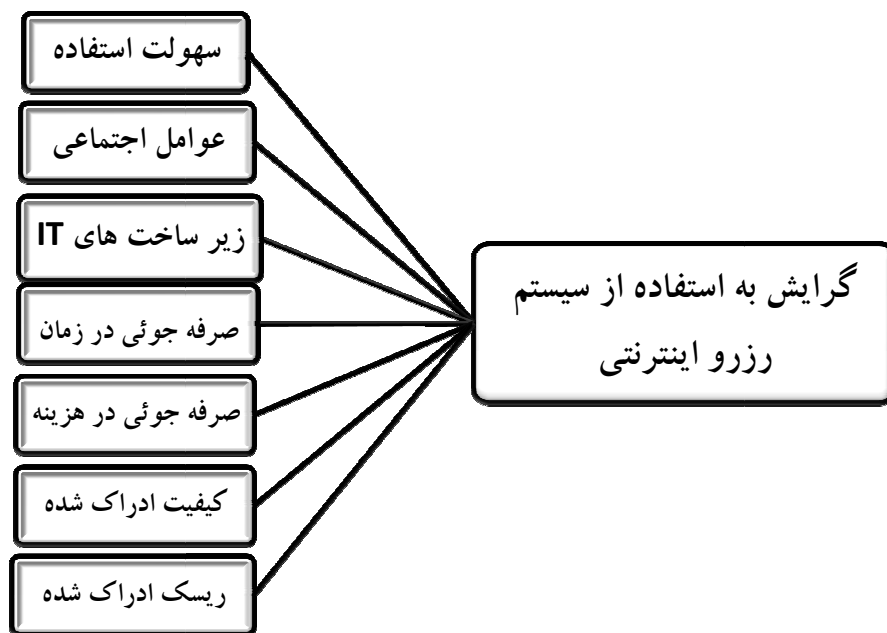 سهولت استفاده
عوامل اجتماعی
زیر ساخت های IT
صرفه جوئی در زمان
صرفه جوئی در هزینه
کیفیت ادراک شده
ریسک ادراک شده
گرایش به استفاده از سیستم
رزرو اینترنتی